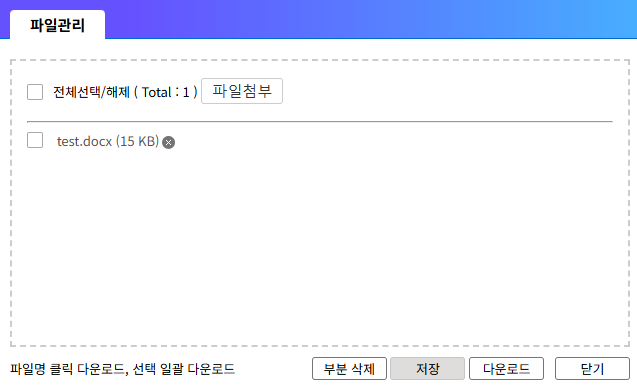 파일관리
전체선택/해제 ( Total : 1 ) 파일첨부
test.docx (15 KB)
파일명 클릭 다운로드, 선택 일괄 다운로드 부분 삭제 저장 다운로드 닫기